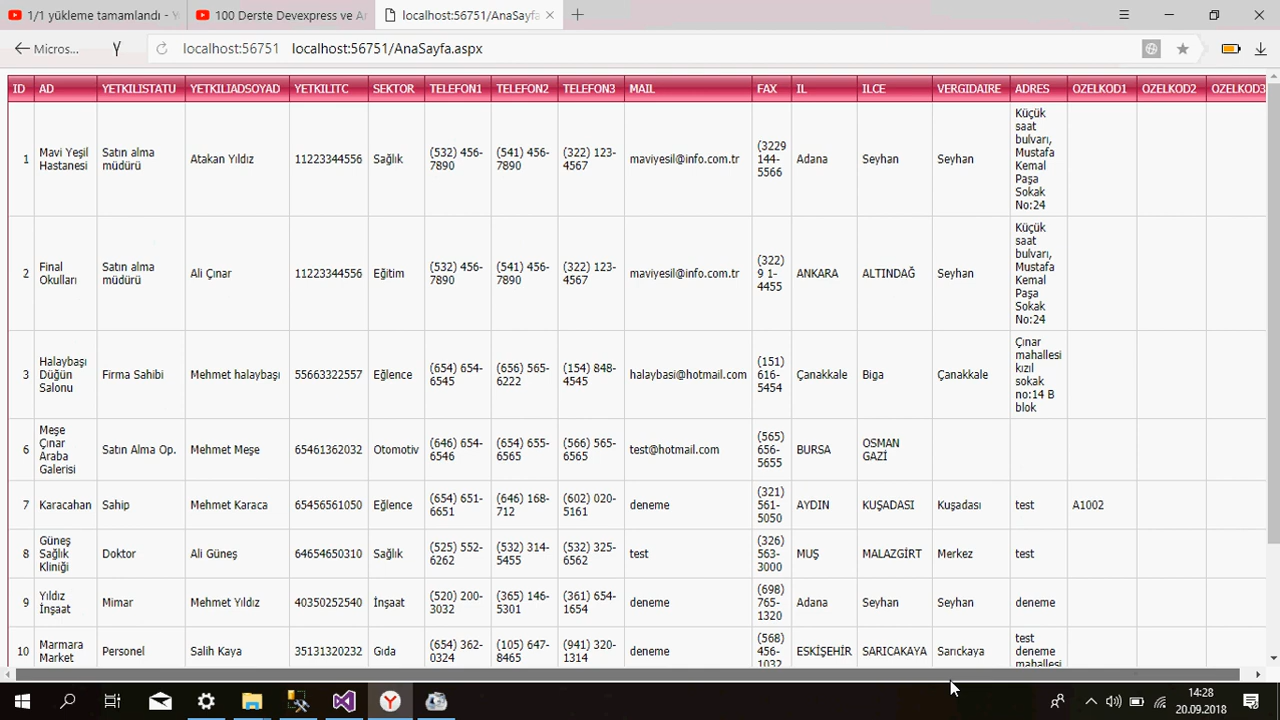 1/1 yükleme tamamlandı - Y
100 Derste Devexpress ve A
localhost:56751/AnaSayfa
Micros...
localhost:56751 localhost:56751/AnaSayfa.aspx
ID AD YETKILISTATU YETKILIADSOYAD YETKILITC SEKTOR TELEFON1 TELEFON2 TELEFON3 MAIL FAX IL ILCE VERGIDAIRE ADRES OZELKOD1 OZELKOD2 OZELKOD3
1 Mavi Yeşil Hastanesi Satın alma müdürü Atakan Yıldız 11223344556 Sağlık (532) 456-7890 (541) 456-7890 (322) 123-4567 maviyesil@info.com.tr (3229 144-5566 Adana Seyhan Seyhan Küçük saat bulvarı, Mustafa Kemal Paşa Sokak No:24
2 Final Okulları Satın alma müdürü Ali Çınar 11223344556 Eğitim (532) 456-7890 (541) 456-7890 (322) 123-4567 maviyesil@info.com.tr (322) 9 1-4455 ANKARA ALTINDAĞ Seyhan Küçük saat bulvarı, Mustafa Kemal Paşa Sokak No:24
3 Halaybaşı Düğün Salonu Firma Sahibi Mehmet halaybaşı 55663322557 Eğlence (654) 654-6545 (656) 565-6222 (154) 848-4545 halaybasi@hotmail.com (151) 616-5454 Çanakkale Biga Çanakkale Çınar mahallesi kızıl sokak no:14 B blok
6 Meşe Çınar Araba Galerisi Satın Alma Op. Mehmet Meşe 65461362032 Otomotiv (646) 654-6546 (654) 655-6565 (566) 565-6565 test@hotmail.com (565) 656-5655 BURSA OSMAN GAZİ
7 Karacahan Sahip Mehmet Karaca 65456561050 Eğlence (654) 651-6651 (646) 168-712 (602) 020-5161 deneme (321) 561-5050 AYDIN KUŞADASI Kuşadası test A1002
8 Güneş Sağlık Kliniği Doktor Ali Güneş 64654650310 Sağlık (525) 552-6262 (532) 314-5455 (532) 325-6562 test (326) 563-3000 MUŞ MALAZGİRT Merkez test
9 Yıldız İnşaat Mimar Mehmet Yıldız 40350252540 İnşaat (520) 200-3032 (365) 146-5301 (361) 654-1654 deneme (698) 765-1320 Adana Seyhan Seyhan deneme
10 Marmara Market Personel Salih Kaya 35131320232 Gıda (654) 362-0324 (105) 647-8465 (941) 320-1314 deneme (568) 456-1032 ESKİŞEHİR SARICAKAYA Sarıckaya test deneme mahallesi
14:28
20.09.2018